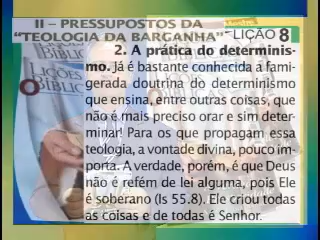 II – PRESSUPOSTOS DA
"TEOLOGIA DA BARGANHA"
LIÇÃO 8
2. A prática do determinis-
mo. Já é bastante conhecida a fami-
gerada doutrina do determinismo
que ensina, entre outras coisas, que
não é mais preciso orar e sim deter-
minar! Para os que propagam essa
teologia, a vontade divina, pouco im-
porta. A verdade, porém, é que Deus
não é refém de lei alguma, pois Ele
é soberano (Is 55.8). Ele criou todas
as coisas e de todas é Senhor.